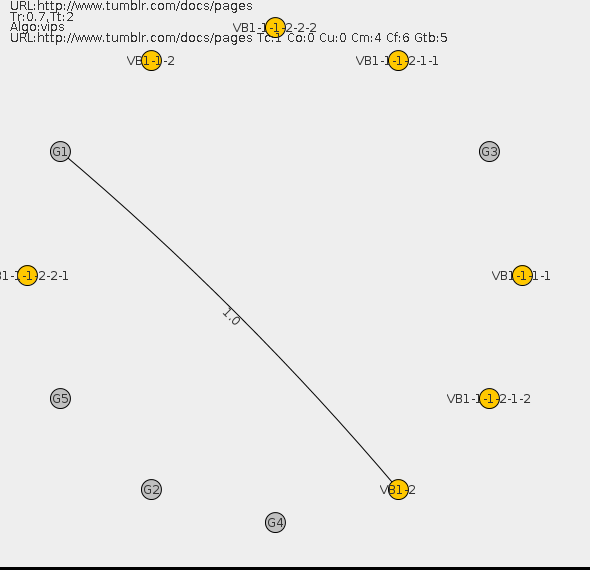 URL:http://www.tumblr.com/docs/pages
Tr:0.7,Tt:2
Algo:vips
URL:http://www.tumblr.com/docs/pages Tc:1 Co:0 Cu:0 Cm:4 Cf:6 Gtb:5
VB1-1-1-2-2-2
VB1-1-2
VB1-1-1-2-1-1
G1
G3
B1-1-1-2-2-1
VB1-1-1-1
1.0
G5
VB1-1-1-2-1-2
G2
VB1-2
G4